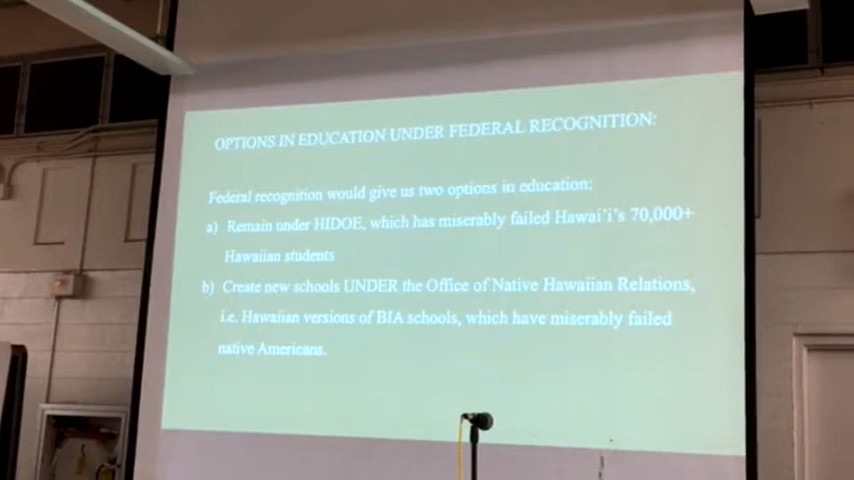 OPTIONS IN EDUCATION UNDER FEDERAL RECOGNITION:
Federal recognition would give us two options in education:
a) Remain under HIDOE, which has miserably failed Hawai'i's 70,000+
Hawaiian students
b) Create new schools UNDER the Office of Native Hawaiian Relations,
i.e. Hawaiian versions of BIA schools, which have miserably failed
native Americans.